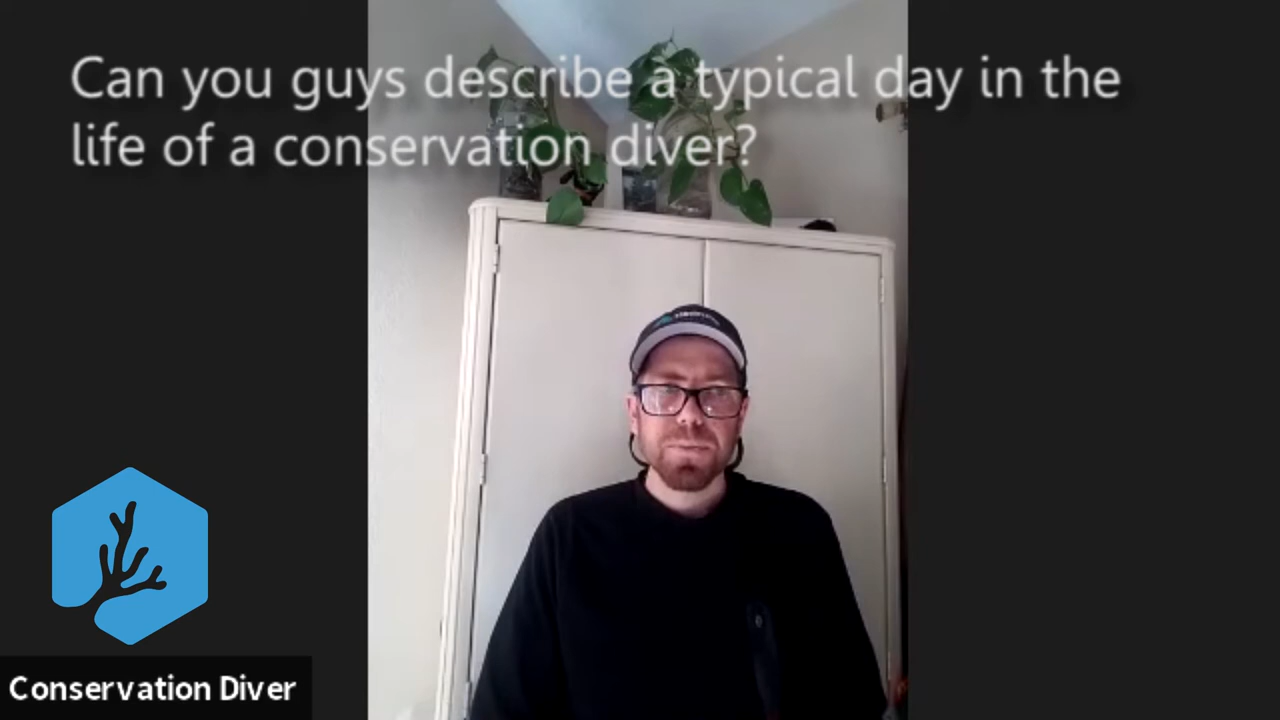 Can you guys describe a typical day in the
life of a conservation diver?
Conservation Diver